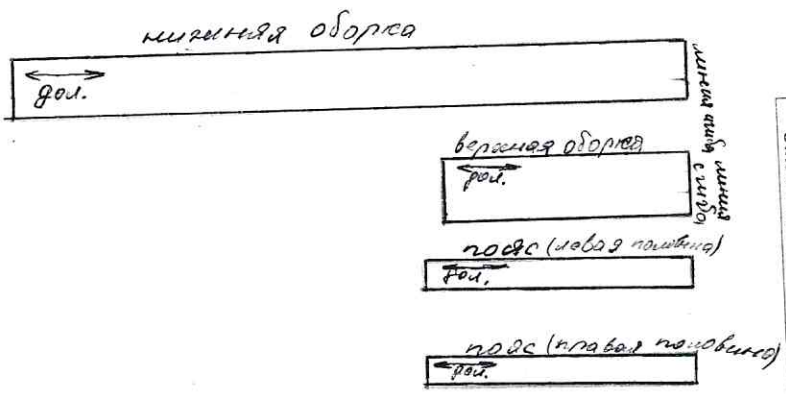 нижняя оборка
дол.
линия сгиба
верхняя оборка
дол.
линия
сгиба
пояс (левая половина)
дол.
пояс (правая половина)
дол.